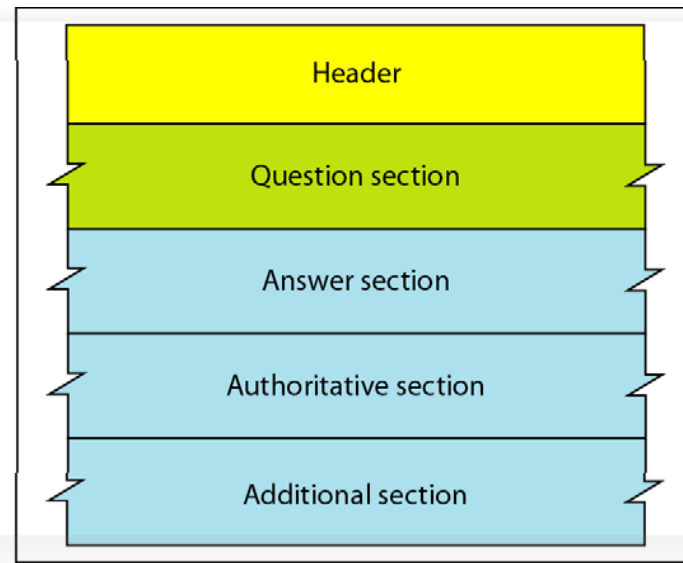 Header
Question section
Answer section
Authoritative section
Additional section